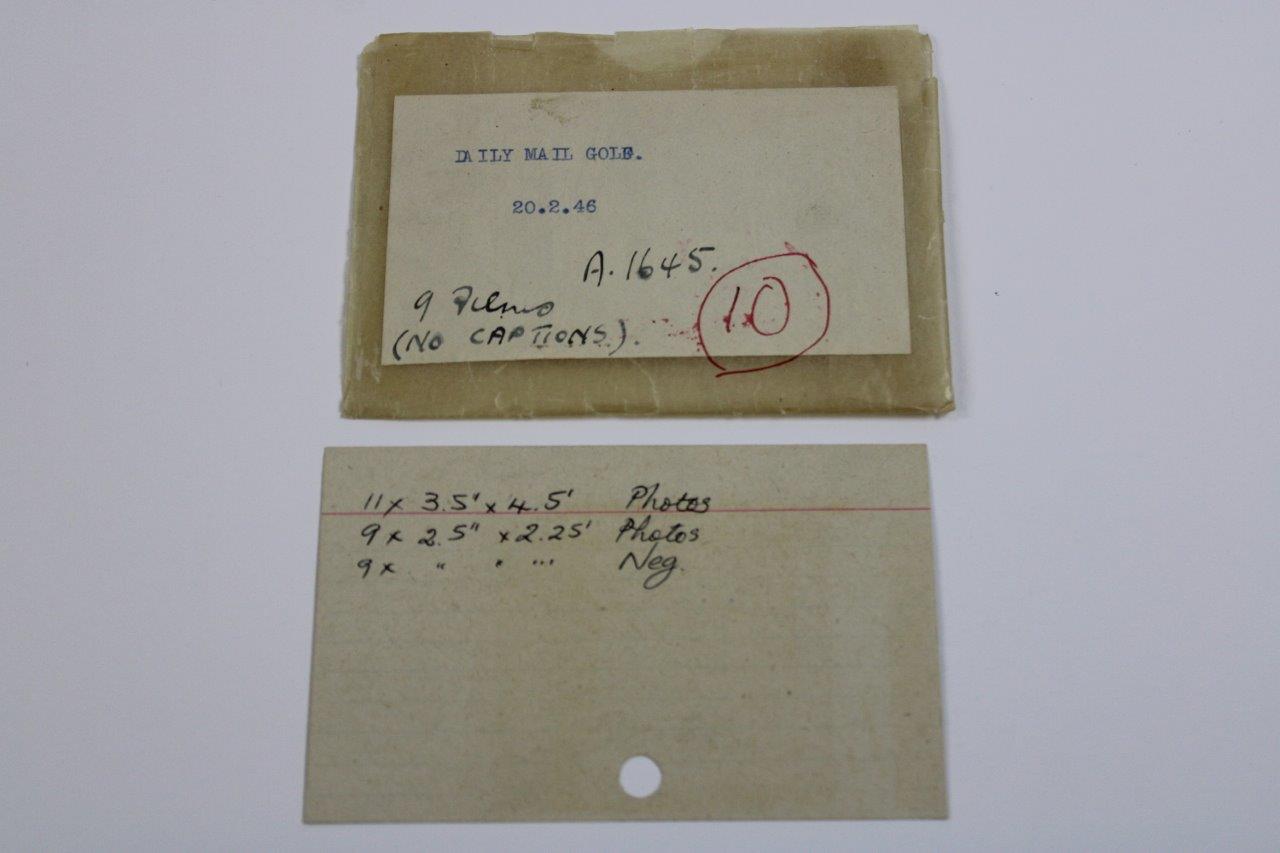 DAILY MAIL GOLF.
20.2.46
A.1645.
9 Films
(NO CAPTIONS).
10
11x 3.5' x 4.5' Photos
9x 2.5" x2.25' Photos
9x " " ''' Neg.